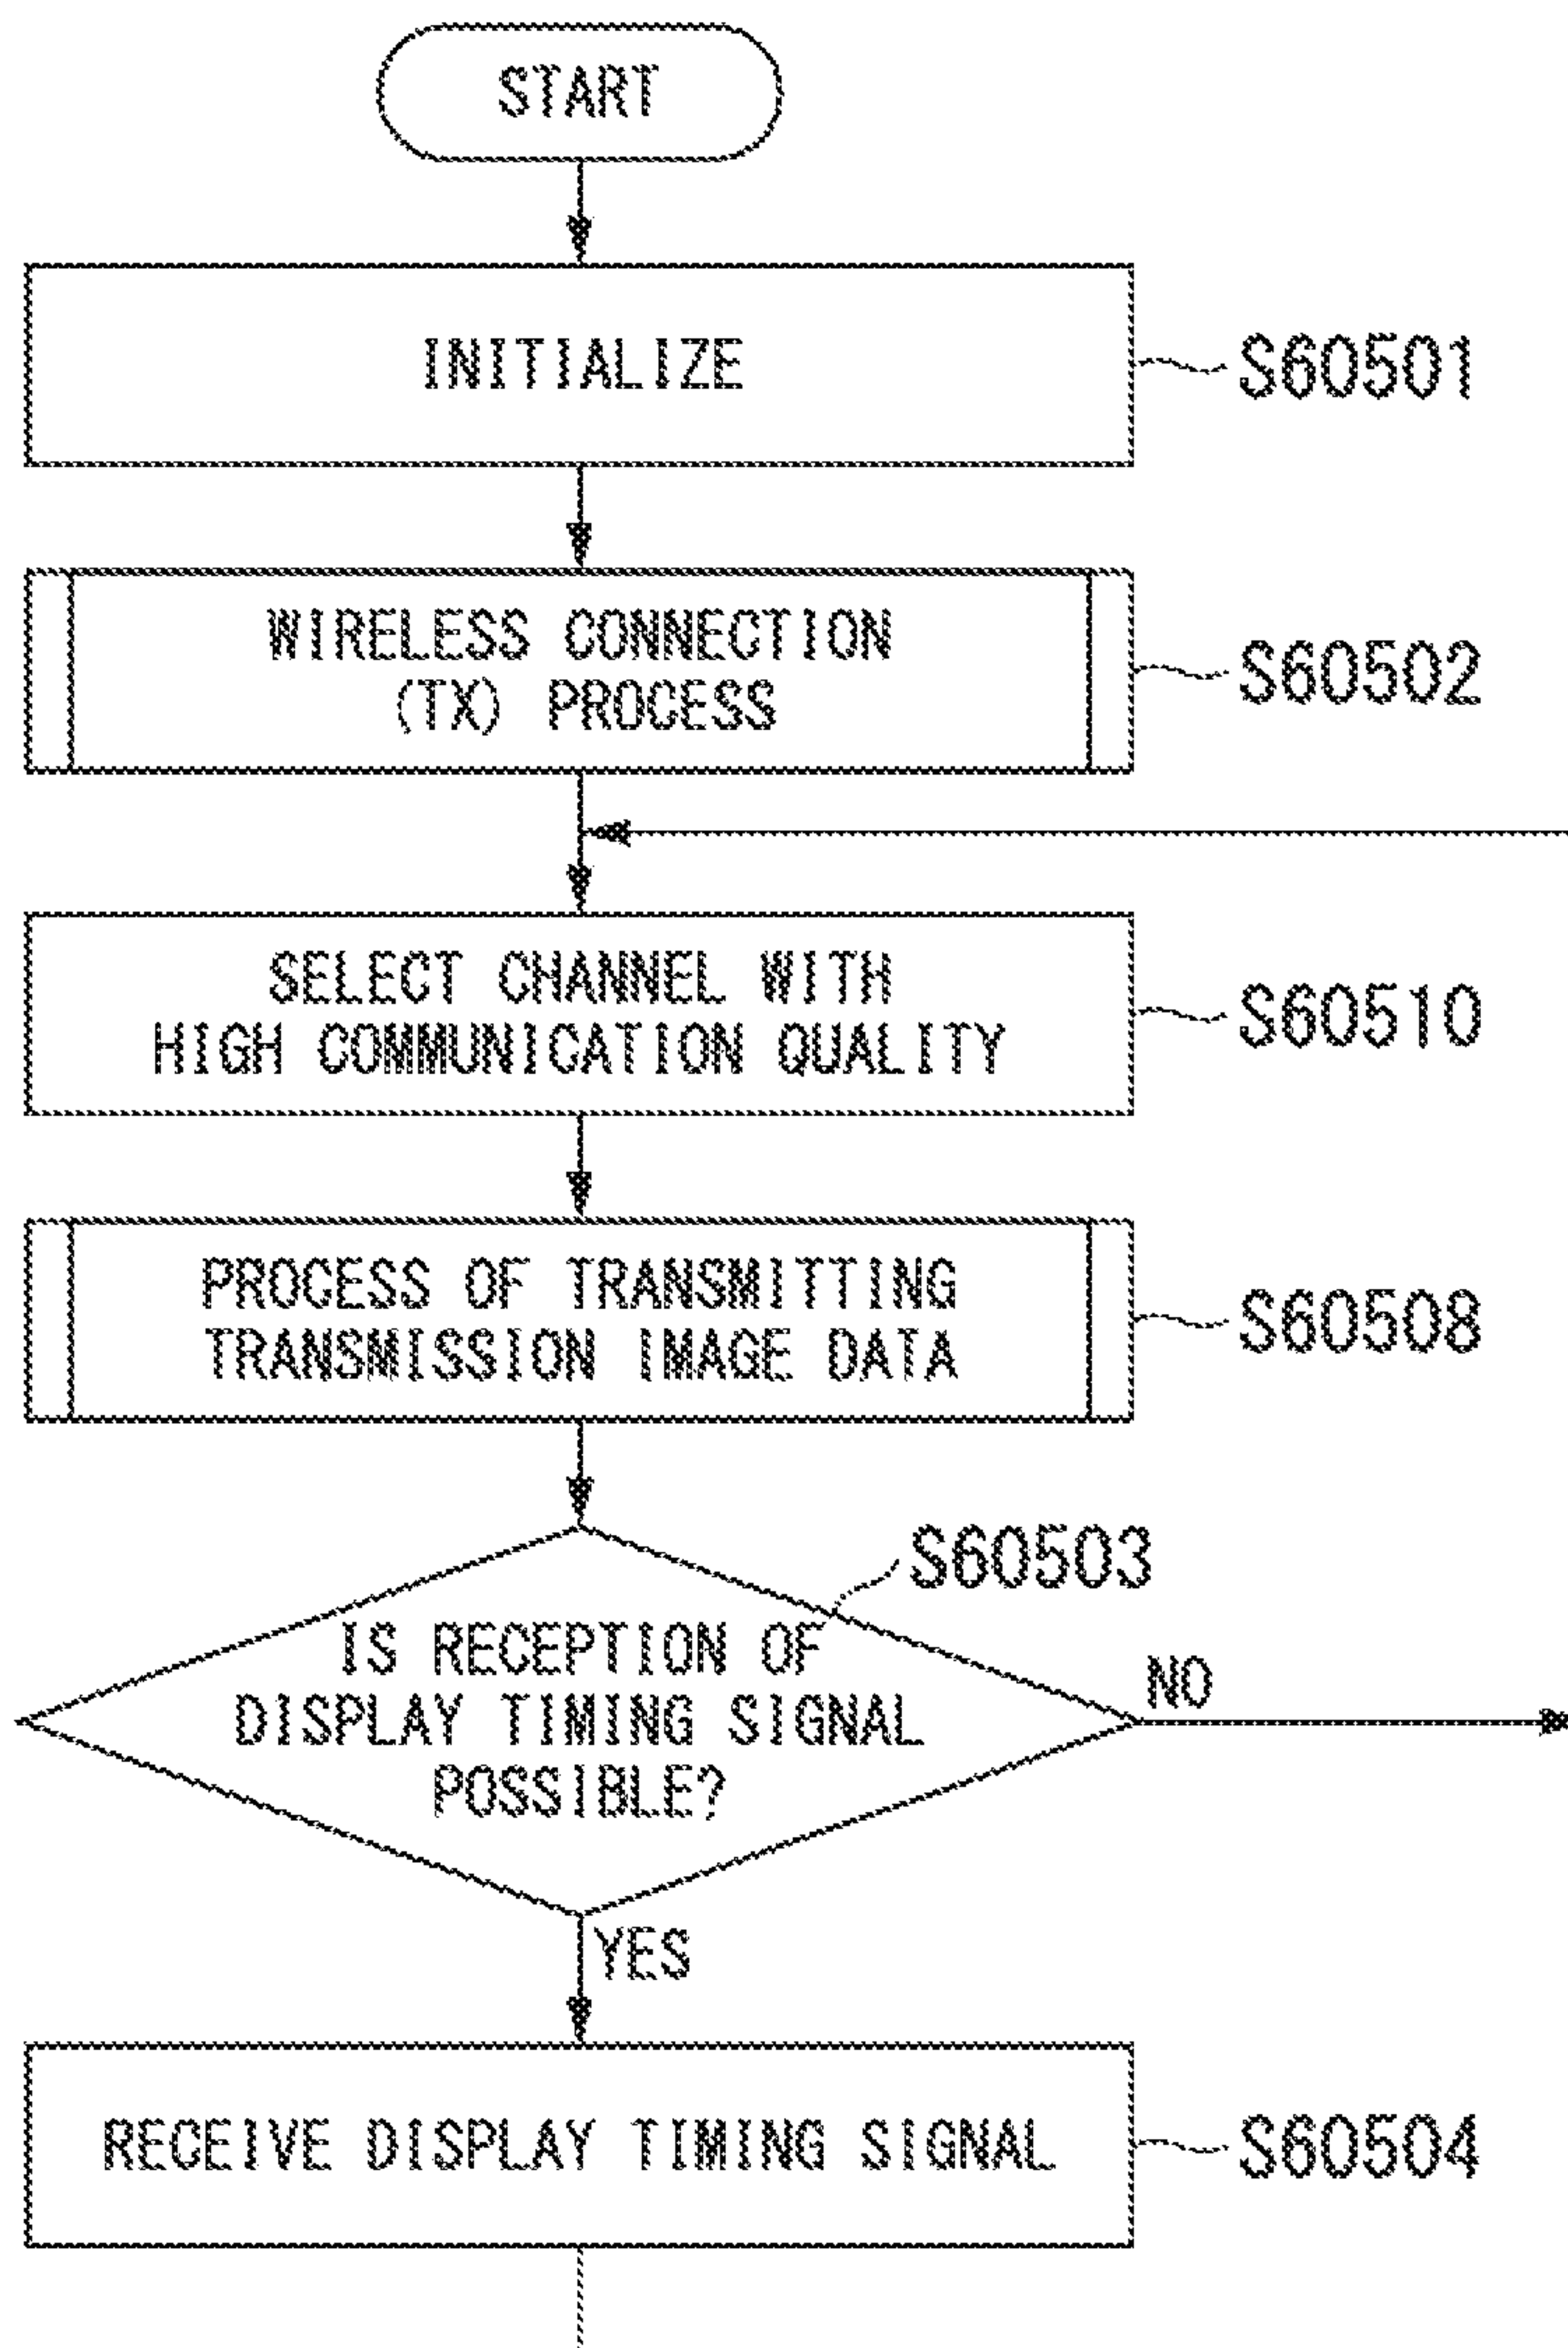 START
INITIALIZE
S60501
WIRELESS CONNECTION
(TX) PROCESS
S60502
SELECT CHANNEL WITH
HIGH COMMUNICATION QUALITY
S60510
PROCESS OF TRANSMITTING
TRANSMISSION IMAGE DATA
S60508
S60503
IS RECEPTION OF
DISPLAY TIMING SIGNAL
POSSIBLE?
NO
YES
RECEIVE DISPLAY TIMING SIGNAL
S60504